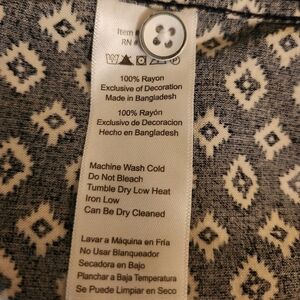 Item
RN
100% Rayon
Exclusive of Decoration
Made in Bangladesh
100% Rayón
Exclusivo de Decoracion
Hecho en Bangladesh
Machine Wash Cold
Do Not Bleach
Tumble Dry Low Heat
Iron Low
Can Be Dry Cleaned
Lavar a Máquina en Fría
No Usar Blanqueador
Secadora en Bajo
Planchar a Baja Temperatura
Se Puede Limpiar en Seco